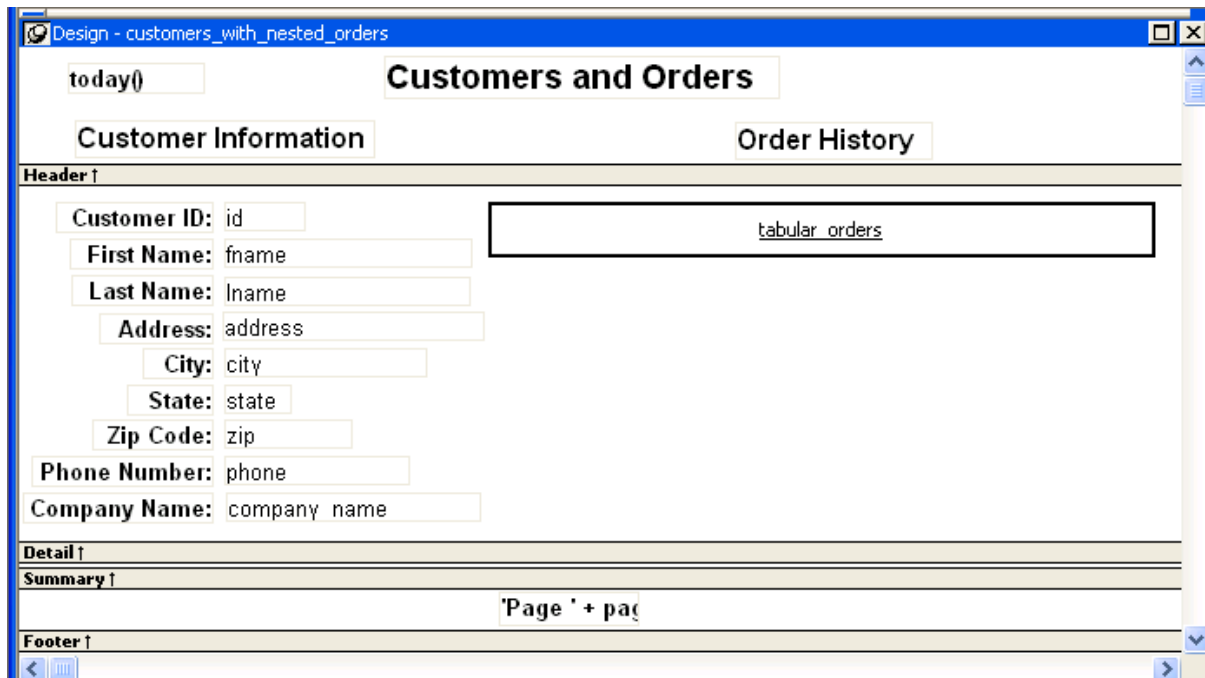 Design - customers_with_nested_orders
today() Customers and Orders
Customer Information Order History
Header ↑
Customer ID: id tabular_orders
First Name: fname
Last Name: lname
Address: address
City: city
State: state
Zip Code: zip
Phone Number: phone
Company Name: company_name
Detail ↑
Summary ↑
'Page ' + pag
Footer ↑